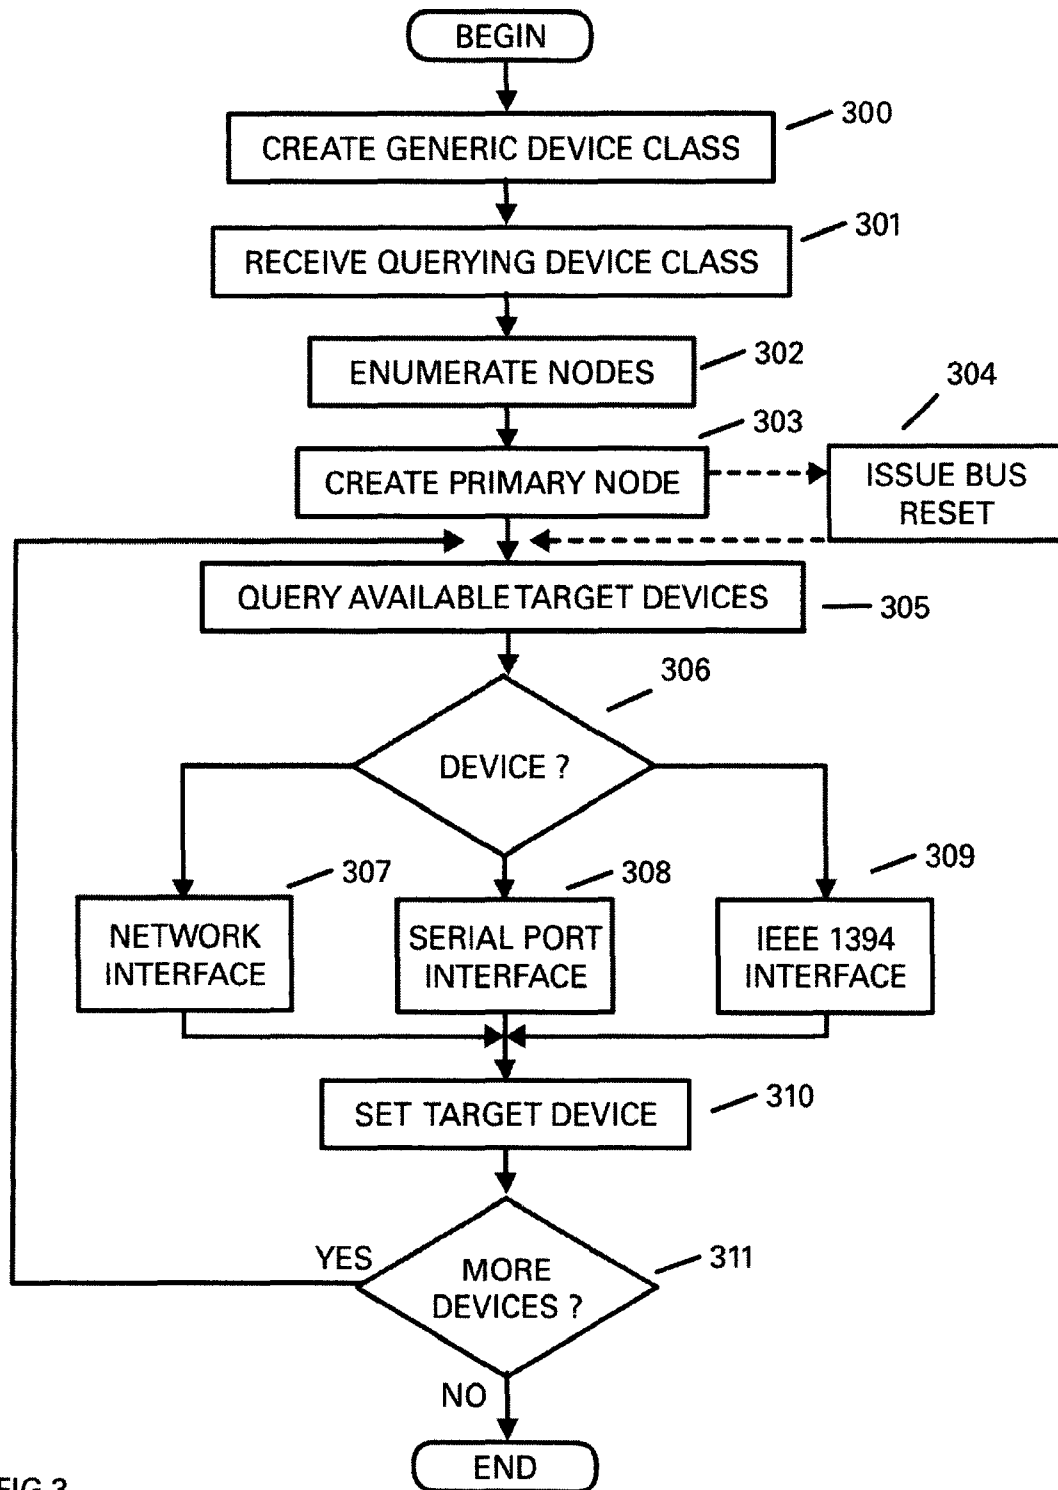 BEGIN
300
CREATE GENERIC DEVICE CLASS
301
RECEIVE QUERYING DEVICE CLASS
302
ENUMERATE NODES
303
304
CREATE PRIMARY NODE
ISSUE BUS
RESET
QUERY AVAILABLE TARGET DEVICES
305
306
DEVICE ?
307
308
309
NETWORK
INTERFACE
SERIAL PORT
INTERFACE
IEEE 1394
INTERFACE
SET TARGET DEVICE
310
YES
MORE
DEVICES ?
311
NO
END
FIG 3